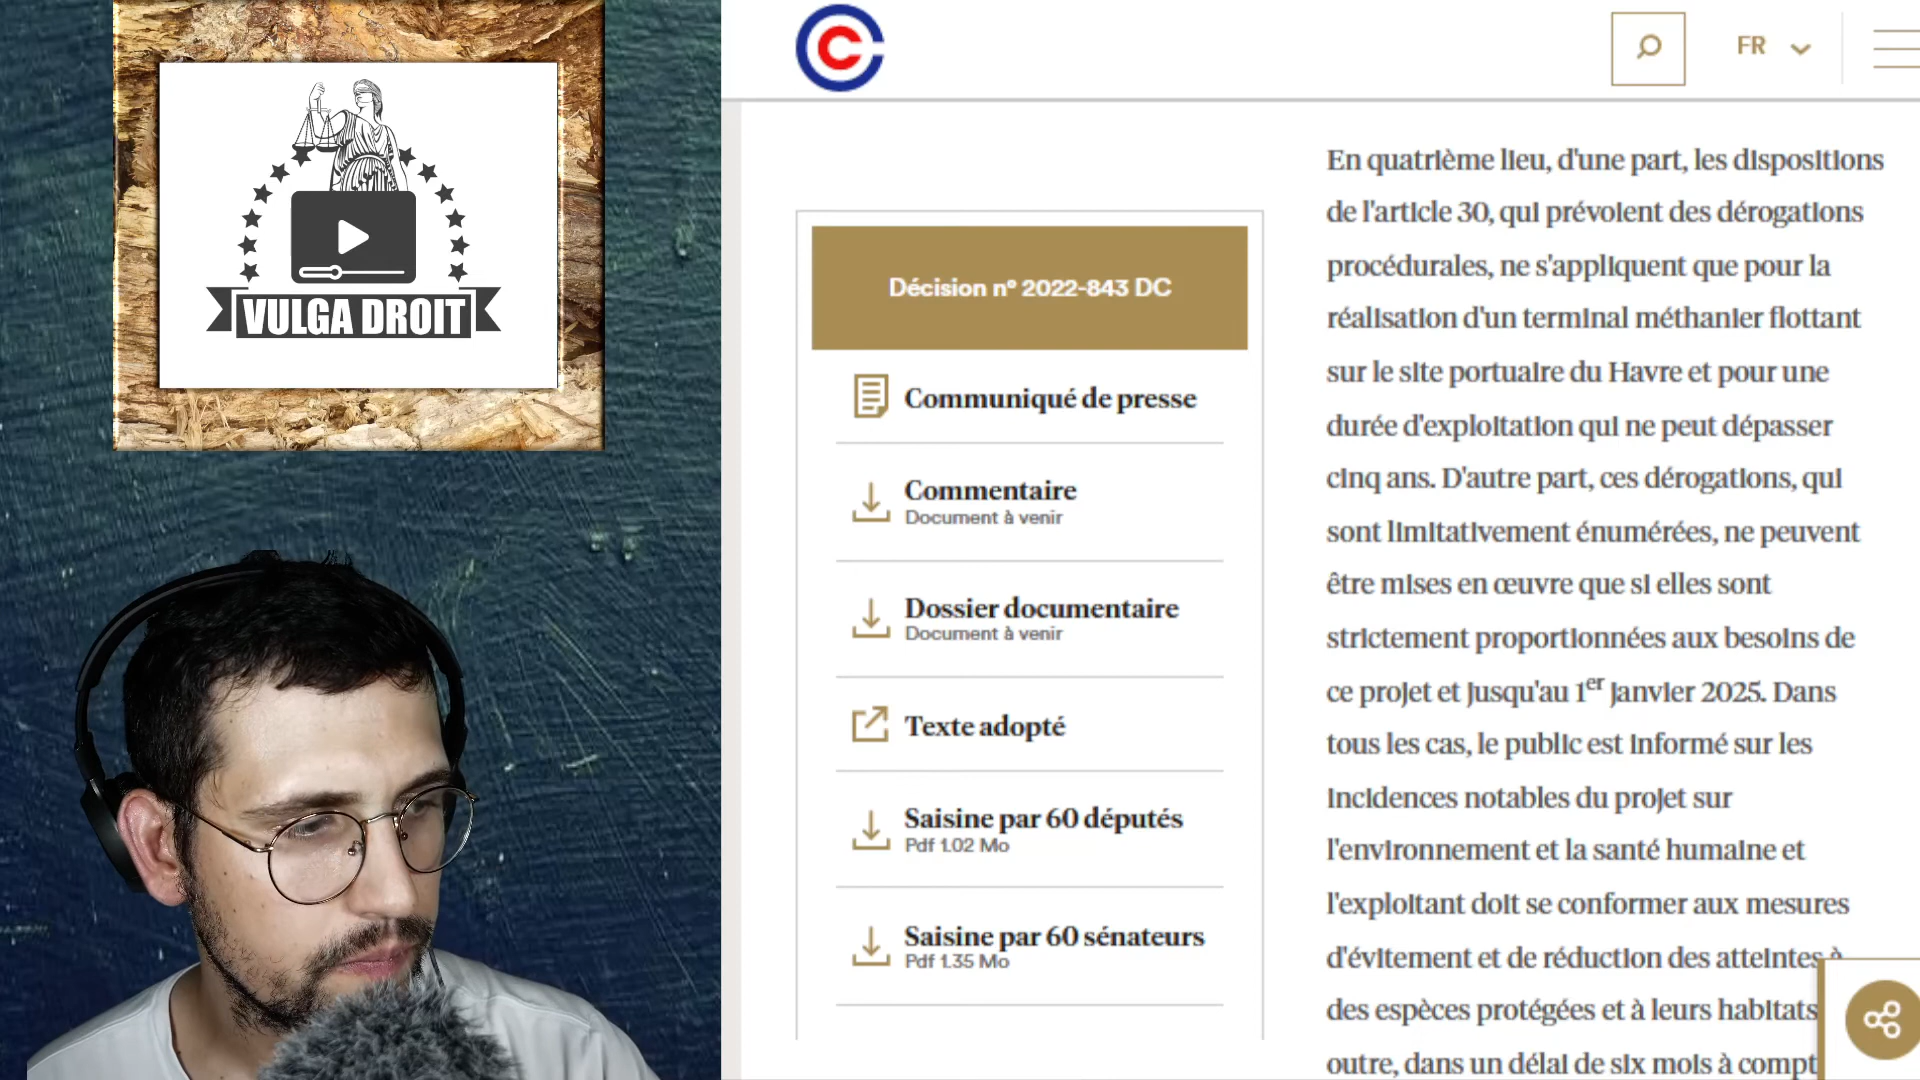 VULGA DROIT
FR
Décision n° 2022-843 DC
Communiqué de presse
Commentaire
Document à venir
Dossier documentaire
Document à venir
Texte adopté
Saisine par 60 députés
Pdf 1.02 Mo
Saisine par 60 sénateurs
Pdf 1.35 Mo
En quatrième lieu, d'une part, les dispositions
de l'article 30, qui prévoient des dérogations
procédurales, ne s'appliquent que pour la
réalisation d'un terminal méthanier flottant
sur le site portuaire du Havre et pour une
durée d'exploitation qui ne peut dépasser
cinq ans. D'autre part, ces dérogations, qui
sont limitativement énumérées, ne peuvent
être mises en œuvre que si elles sont
strictement proportionnées aux besoins de
ce projet et jusqu'au 1er janvier 2025. Dans
tous les cas, le public est informé sur les
incidences notables du projet sur
l'environnement et la santé humaine et
l'exploitant doit se conformer aux mesures
d'évitement et de réduction des atteintes à
des espèces protégées et à leurs habitats
outre, dans un délai de six mois à compt